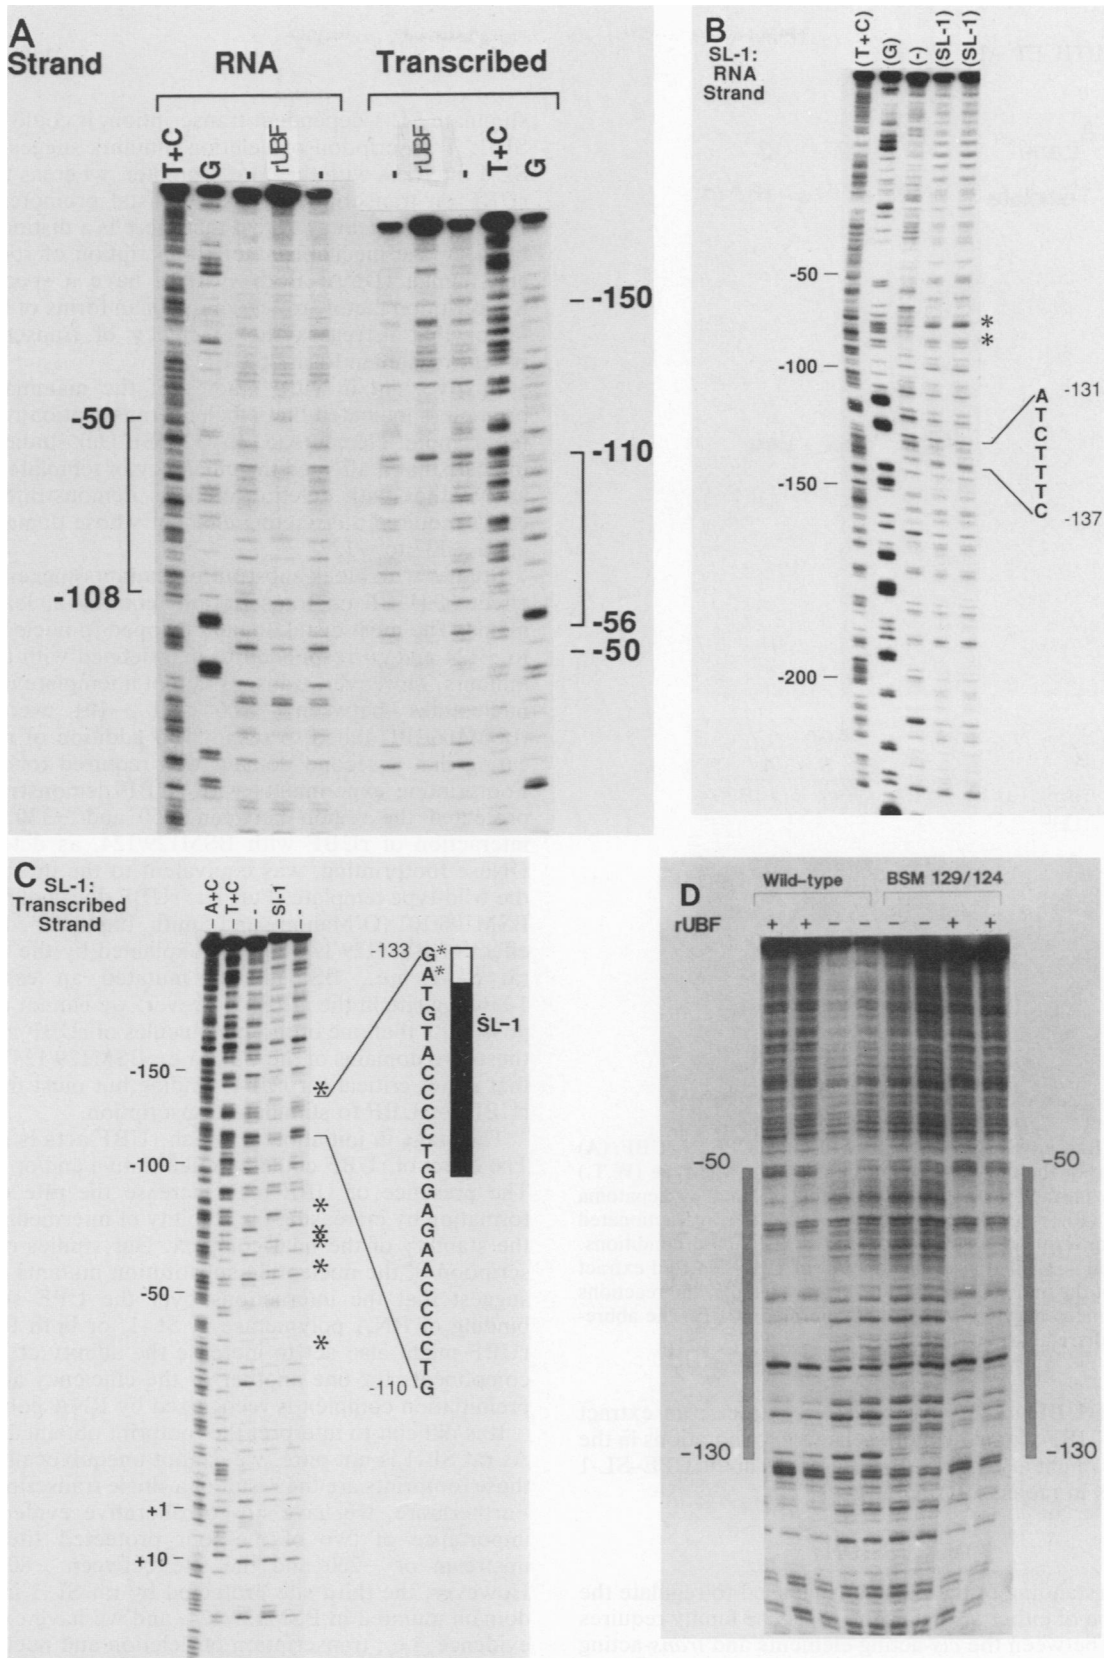 A
Strand RNA Transcribed
T+C G - rUBF - - rUBF - T+C G
-150
-50
-110
-108
-56
-50
B
SL-1:
RNA
Strand
(T+C) (G) (-) (SL-1) (SL-1)
-50
*
*
-100
A -131
T
C
T
T
T
C -137
-150
-200
C
SL-1:
Transcribed
Strand
- A+C - T+C - - - Sl-1 - -
-133 G*
A*
T
G
T
A
C
C
C
C
T
G
G
A
G
A
A
C
C
C
C
T
-110 G
SL-1
-150
*
-100
*
*
*
*
-50
*
+1
+10
D
Wild-type BSM 129/124
rUBF + + - - - - + +
-50 -50
-130 -130